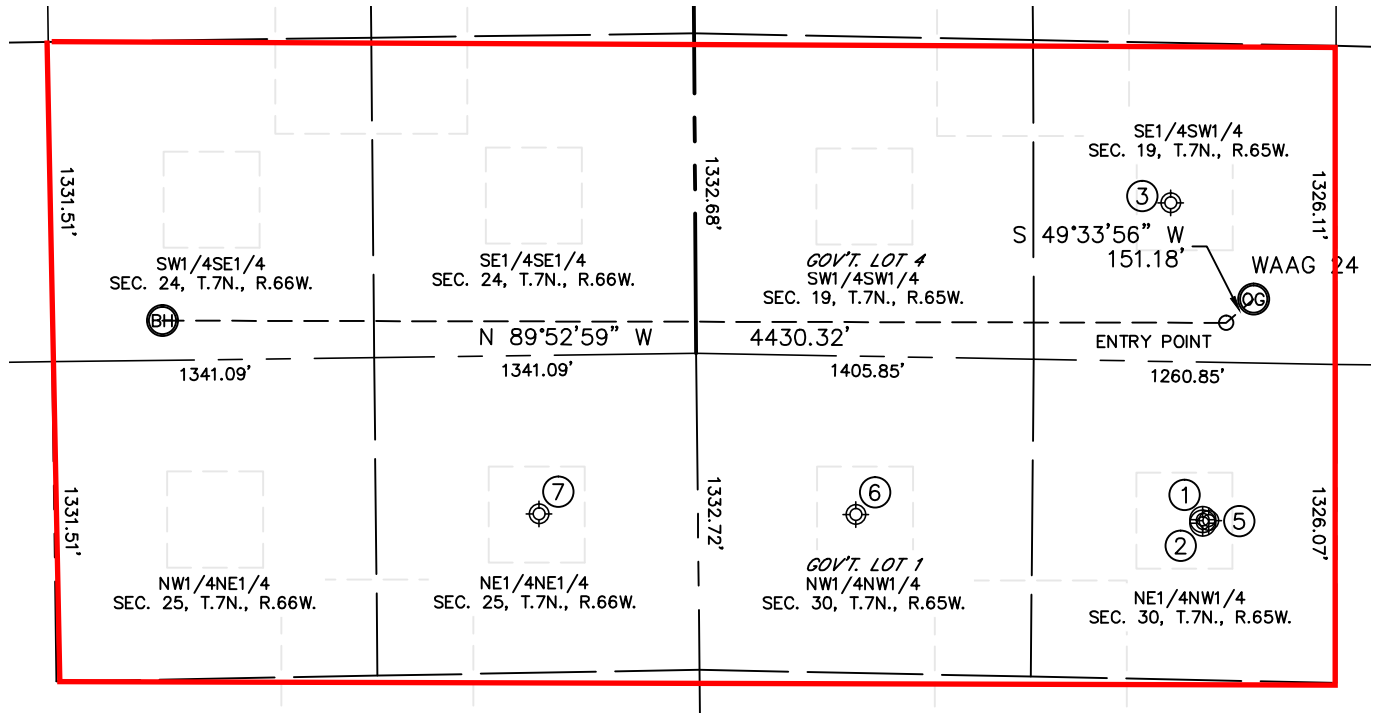 SE1/4SW1/4
SEC. 19, T.7N., R.65W.
1331.51'
1332.68'
1326.11'
3
S 49°33'56" W
151.18'
WAAG 24
OG
SW1/4SE1/4
SEC. 24, T.7N., R.66W.
SE1/4SE1/4
SEC. 24, T.7N., R.66W.
GOV'T. LOT 4
SW1/4SW1/4
SEC. 19, T.7N., R.65W.
BH
N 89°52'59" W
4430.32'
ENTRY POINT
1341.09'
1341.09'
1405.85'
1260.85'
1331.51'
7
1332.72'
6
1
5
2
1326.07'
NW1/4NE1/4
SEC. 25, T.7N., R.66W.
NE1/4NE1/4
SEC. 25, T.7N., R.66W.
GOV'T. LOT 1
NW1/4NW1/4
SEC. 30, T.7N., R.65W.
NE1/4NW1/4
SEC. 30, T.7N., R.65W.